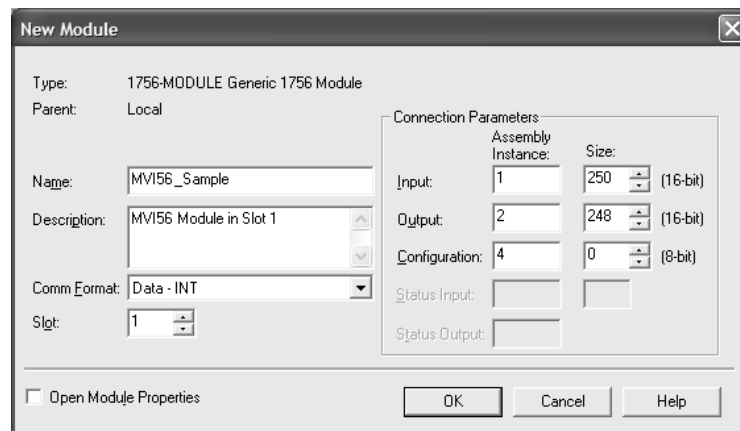 New Module
Type: 1756-MODULE Generic 1756 Module
Parent: Local
Connection Parameters
Assembly Instance: Size:
Name: MVI56_Sample
Input: 1 250 (16-bit)
Description: MVI56 Module in Slot 1
Output: 2 248 (16-bit)
Configuration: 4 0 (8-bit)
Comm Format: Data - INT
Status Input:
Slot: 1
Status Output:
Open Module Properties
OK Cancel Help